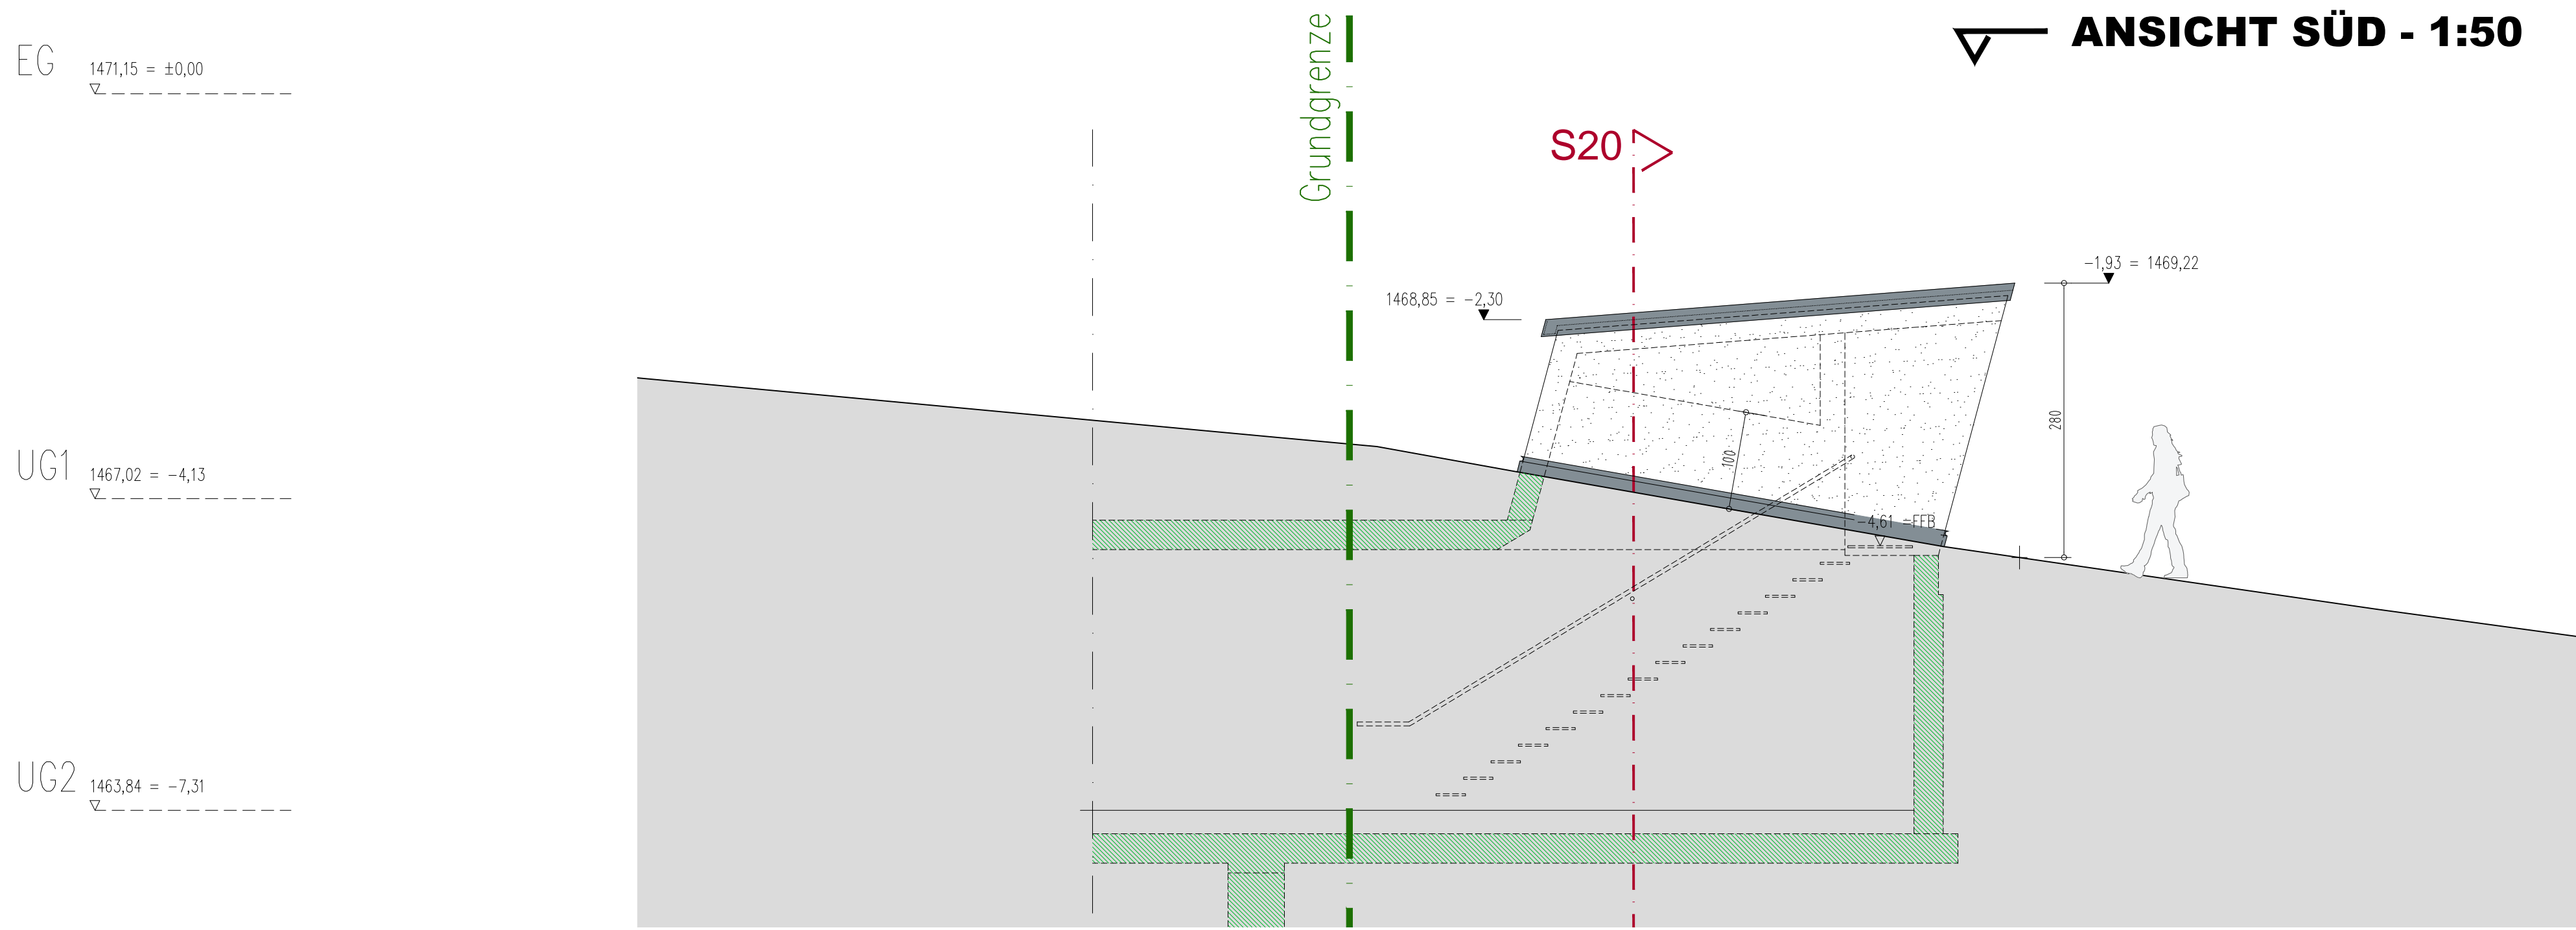 ANSICHT SÜD - 1:50
EG
1471,15 = ±0,00
Grundgrenze
S20
-1,93 = 1469,22
1468,85 = -2,30
280
100
UG1
1467,02 = -4,13
-4,61 =FFB
UG2
1463,84 = -7,31